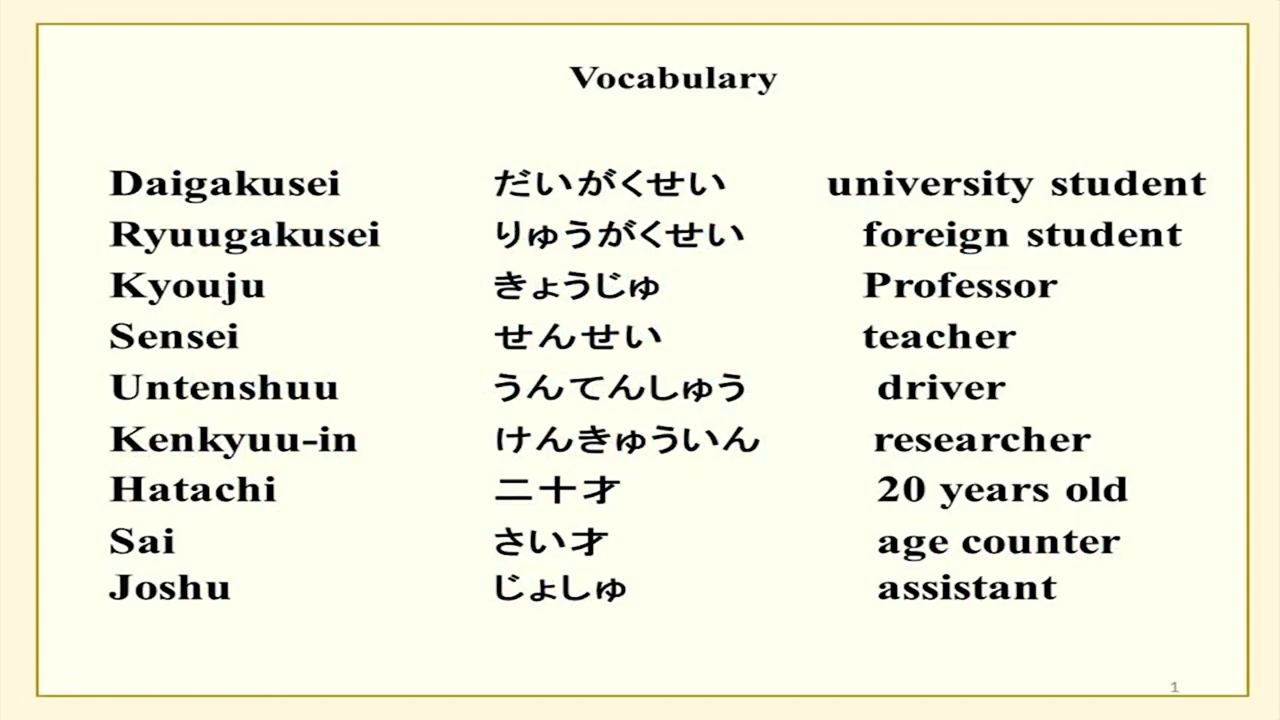 Vocabulary
Daigakusei だいがくせい university student
Ryuugakusei りゅうがくせい foreign student
Kyouju きょうじゅ Professor
Sensei せんせい teacher
Untenshuu うんてんしゅう driver
Kenkyuu-in けんきゅういん researcher
Hatachi 二十才 20 years old
Sai さい才 age counter
Joshu じょしゅ assistant
1